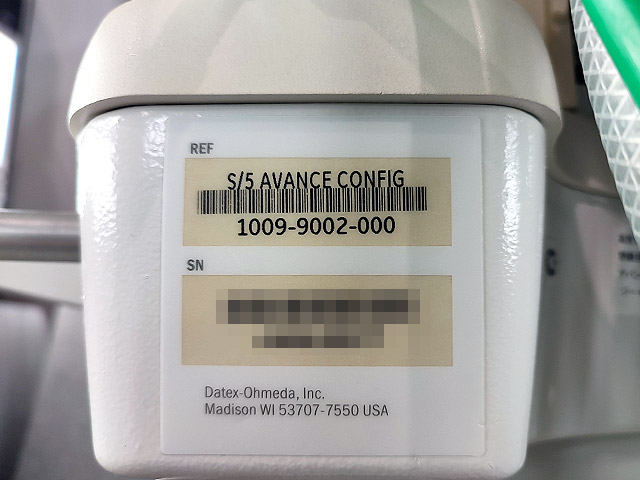 REF
S/5 AVANCE CONFIG
1009-9002-000
SN
Datex-Ohmeda, Inc.
Madison WI 53707-7550 USA